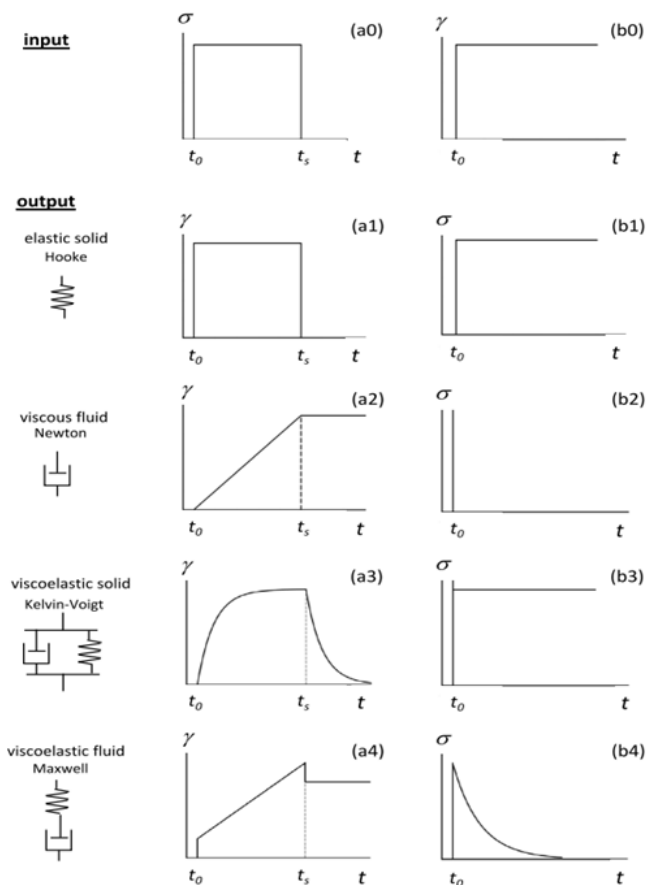 input
σ
(a0)
t₀
tₛ
t
γ
(b0)
t₀
t
output
elastic solid
Hooke
γ
(a1)
t₀
tₛ
t
σ
(b1)
t₀
t
viscous fluid
Newton
γ
(a2)
t₀
tₛ
t
σ
(b2)
t₀
t
viscoelastic solid
Kelvin-Voigt
γ
(a3)
t₀
tₛ
t
σ
(b3)
t₀
t
viscoelastic fluid
Maxwell
γ
(a4)
t₀
tₛ
t
σ
(b4)
t₀
t